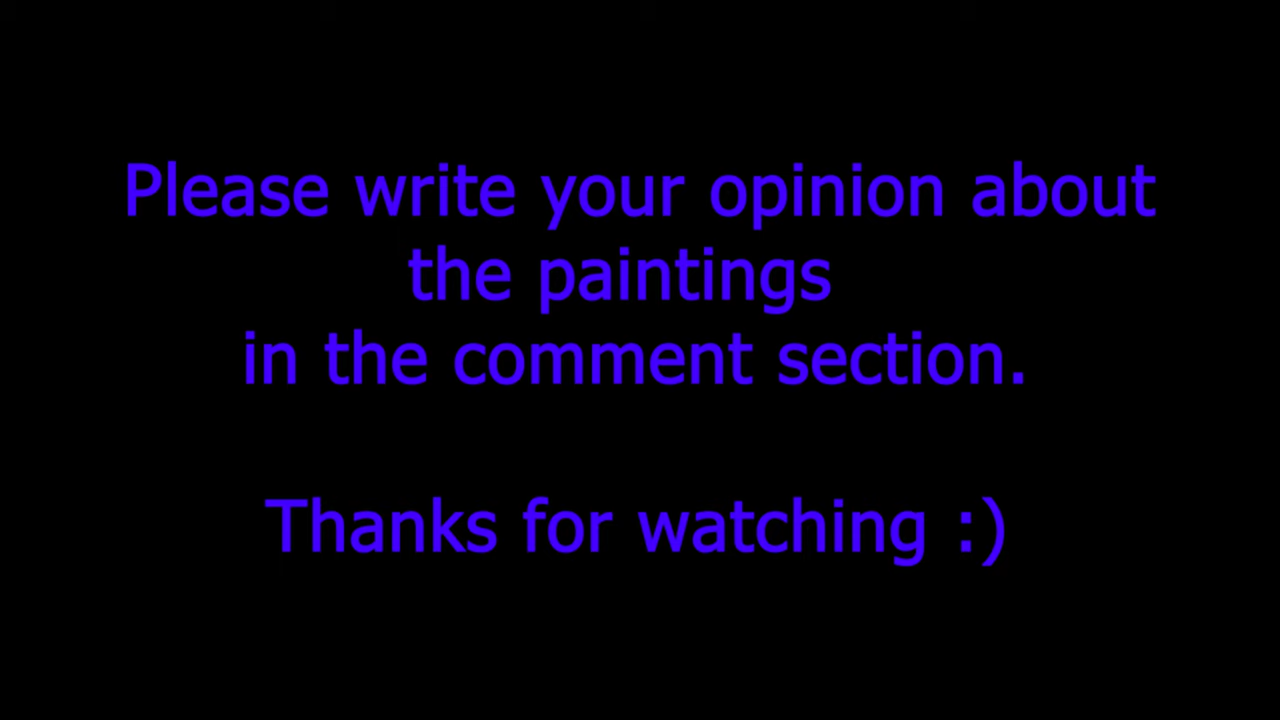 Please write your opinion about
the paintings
in the comment section.
Thanks for watching :)